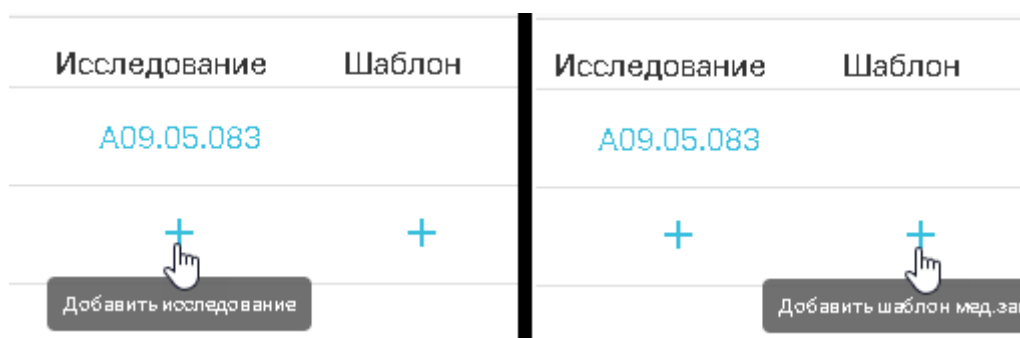 Исследование Шаблон
A09.05.083
+ +
Добавить исследование
Исследование Шаблон
A09.05.083
+ +
Добавить шаблон мед.